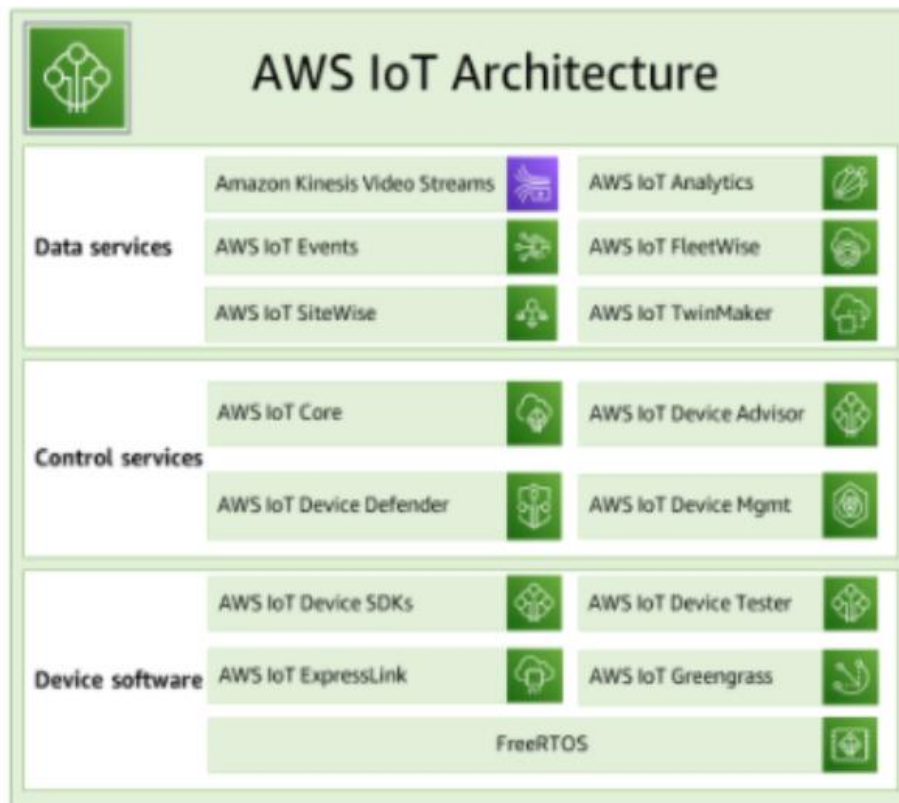 AWS IoT Architecture
Data services
Amazon Kinesis Video Streams
AWS IoT Analytics
AWS IoT Events
AWS IoT FleetWise
AWS IoT SiteWise
AWS IoT TwinMaker
Control services
AWS IoT Core
AWS IoT Device Advisor
AWS IoT Device Defender
AWS IoT Device Mgmt
Device software
AWS IoT Device SDKs
AWS IoT Device Tester
AWS IoT ExpressLink
AWS IoT Greengrass
FreeRTOS